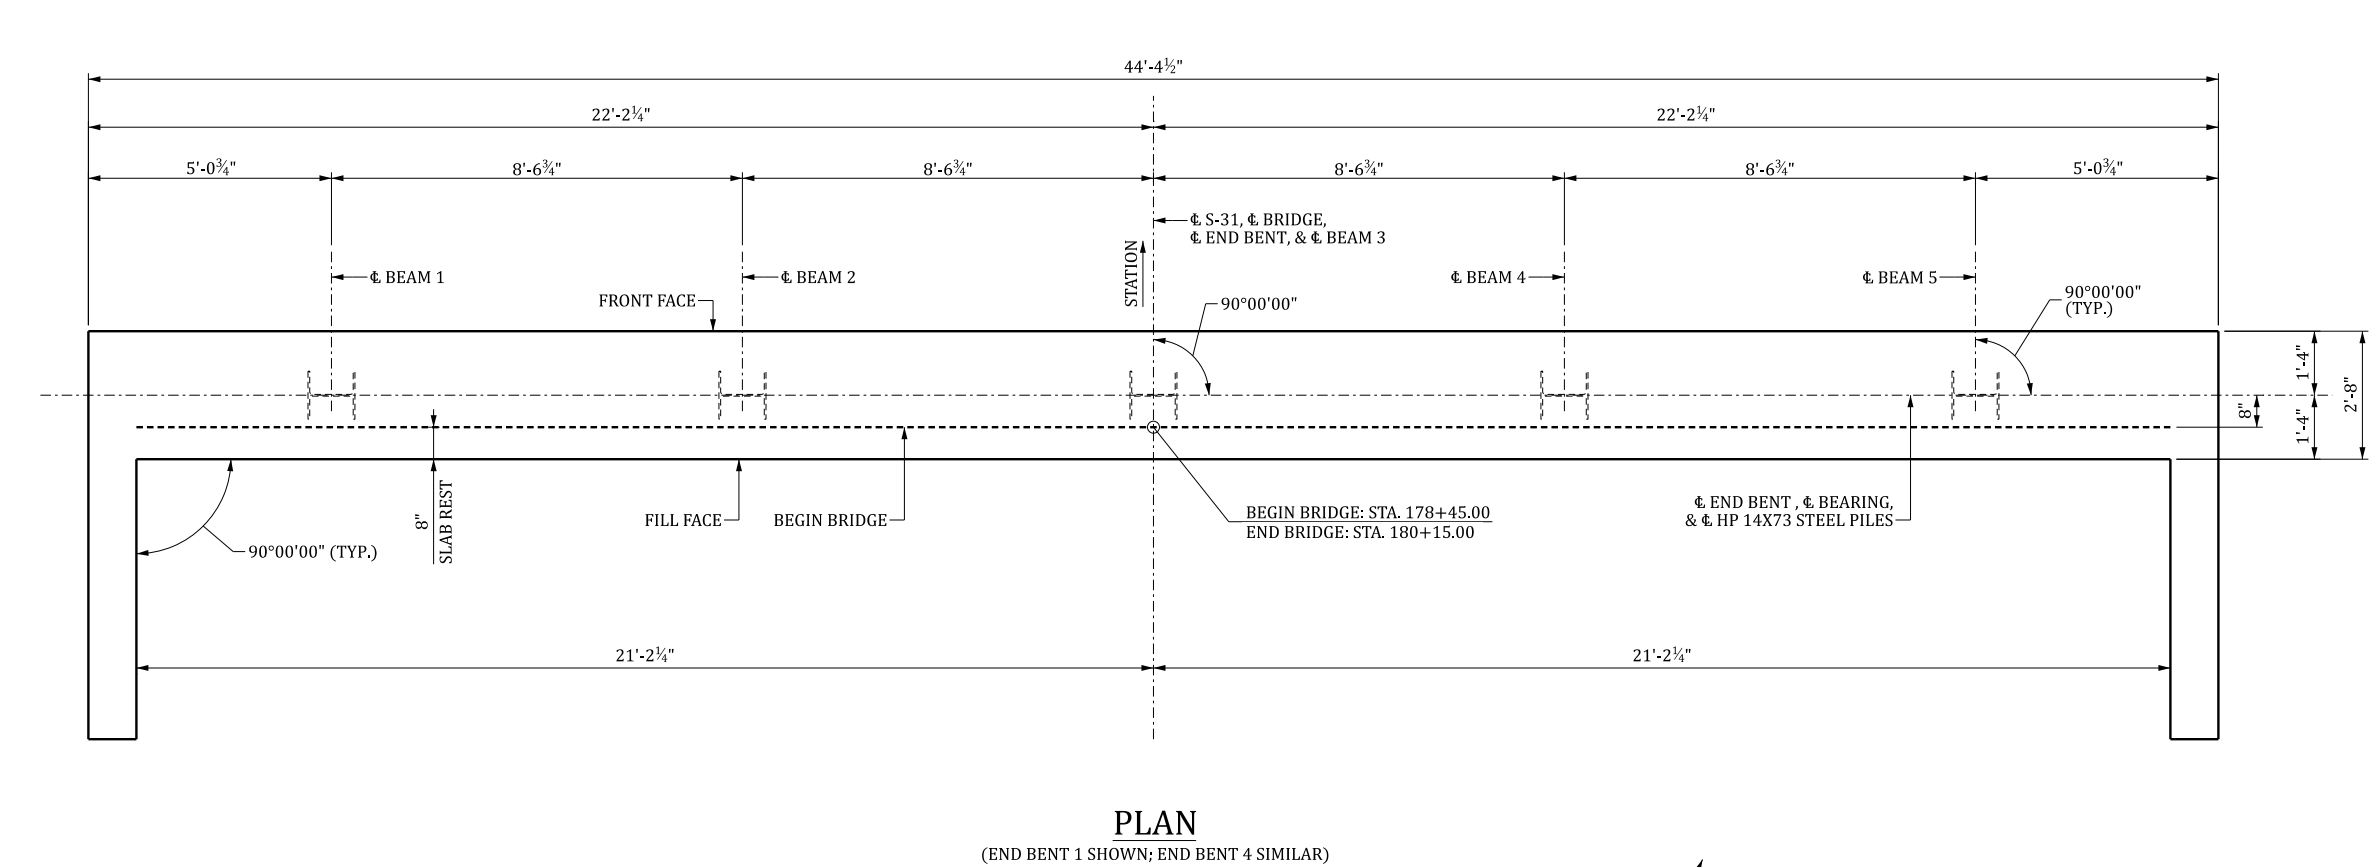 44'-4½"
22'-2¼" 22'-2¼"
5'-0¾" 8'-6¾" 8'-6¾" 8'-6¾" 8'-6¾" 5'-0¾"
℄ S-31, ℄ BRIDGE,
℄ END BENT, & ℄ BEAM 3
STATION
℄ BEAM 1
℄ BEAM 2
℄ BEAM 4
℄ BEAM 5
FRONT FACE
90°00'00"
90°00'00"
(TYP.)
1'-4"
8"
1'-4"
2'-8"
8"
SLAB REST
FILL FACE
BEGIN BRIDGE
BEGIN BRIDGE: STA. 178+45.00
END BRIDGE: STA. 180+15.00
℄ END BENT , ℄ BEARING,
& ℄ HP 14X73 STEEL PILES
90°00'00" (TYP.)
21'-2¼" 21'-2¼"
PLAN
(END BENT 1 SHOWN; END BENT 4 SIMILAR)